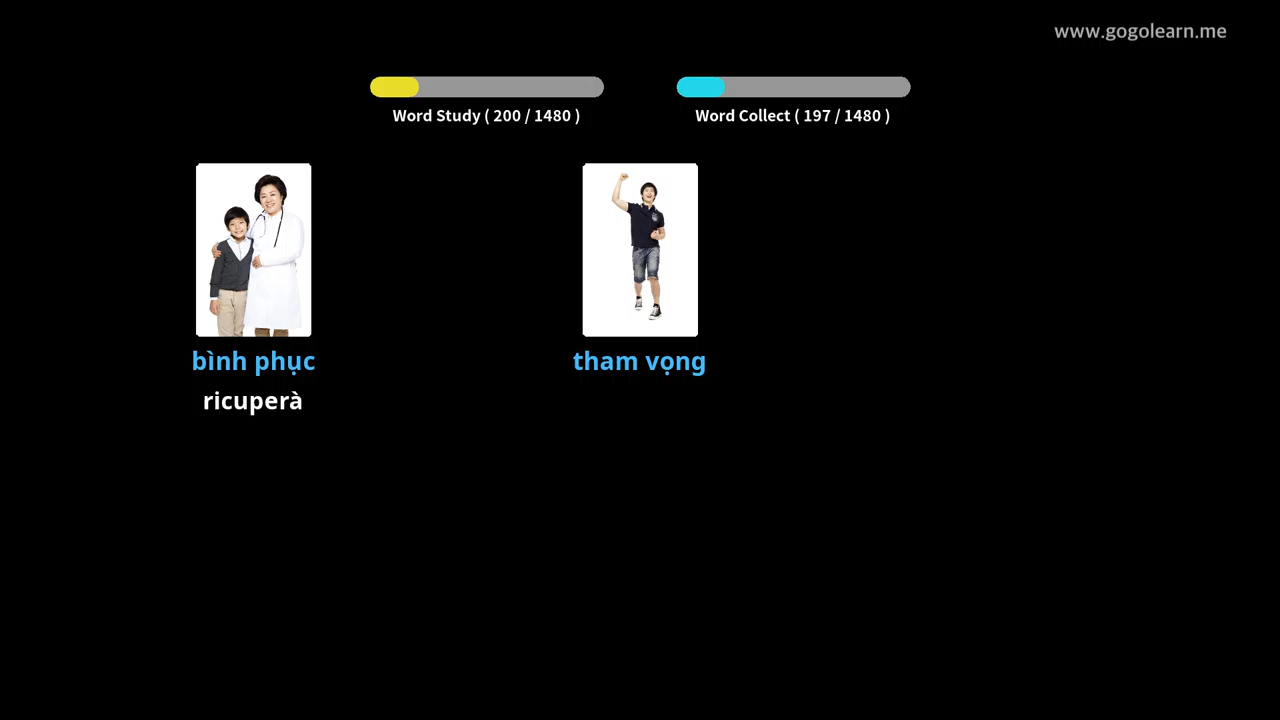 www.gogolearn.me
Word Study ( 200 / 1480 )
Word Collect ( 197 / 1480 )
bình phục
tham vọng
ricuperà